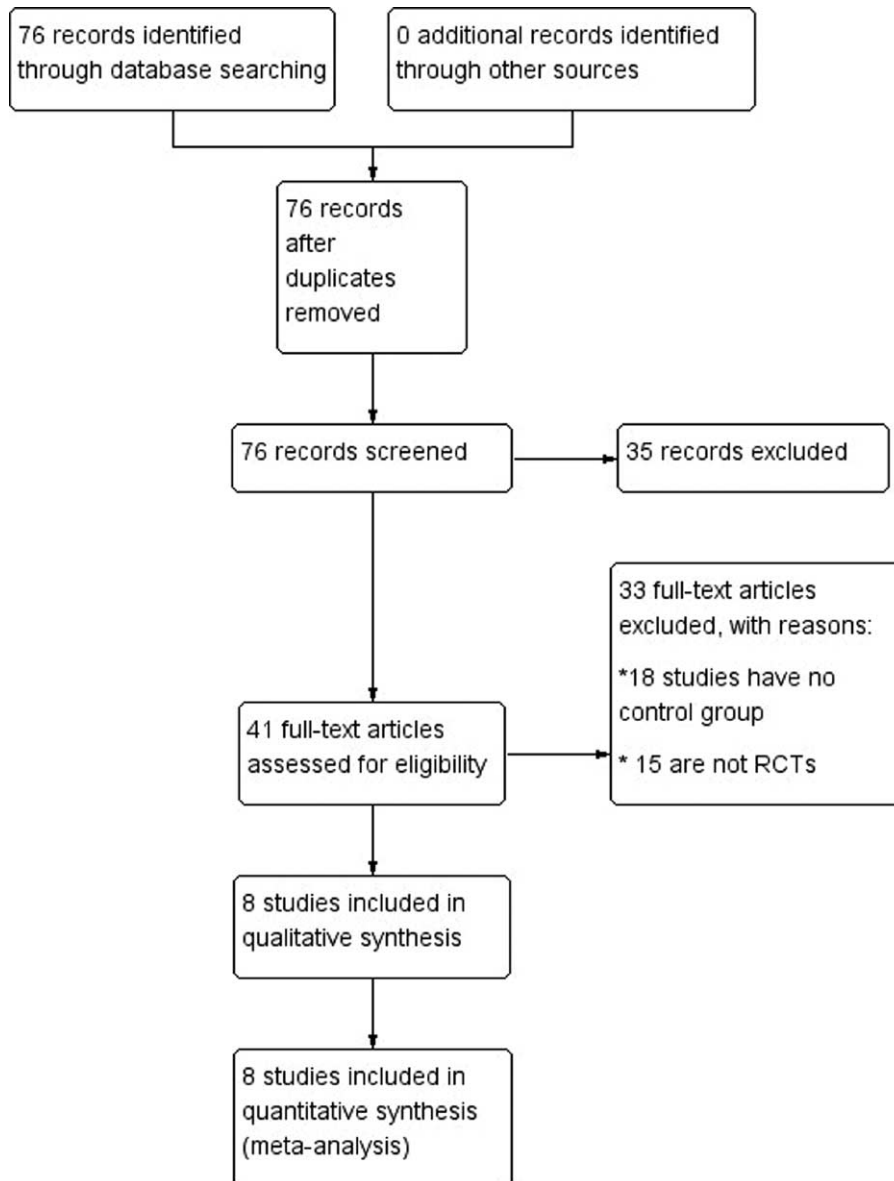 76 records identified
through database searching
0 additional records identified
through other sources
76 records
after
duplicates
removed
76 records screened
35 records excluded
33 full-text articles
excluded, with reasons:
*18 studies have no
control group
* 15 are not RCTs
41 full-text articles
assessed for eligibility
8 studies included in
qualitative synthesis
8 studies included in
quantitative synthesis
(meta-analysis)